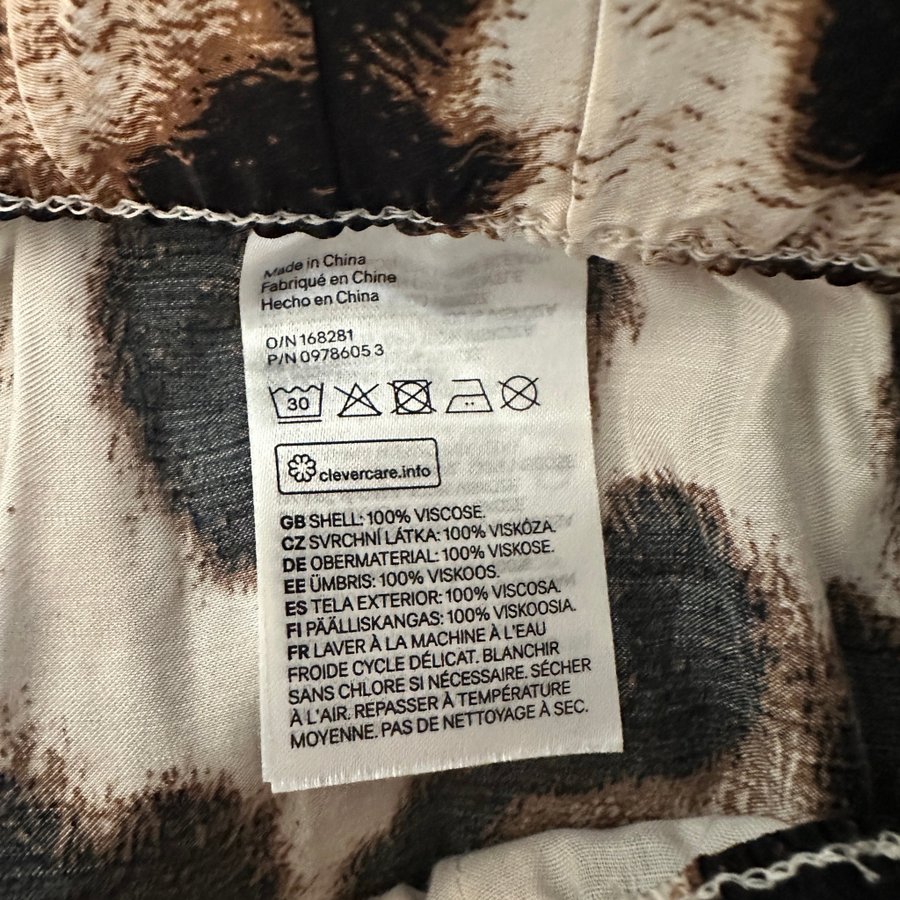 Made in China
Fabriqué en Chine
Hecho en China
O/N 168281
P/N 0978605 3
30
clevercare.info
GB SHELL: 100% VISCOSE.
CZ SVRCHNÍ LÁTKA: 100% VISKÓZA.
DE OBERMATERIAL: 100% VISKOSE.
EE ÜMBRIS: 100% VISKOOS.
ES TELA EXTERIOR: 100% VISCOSA.
FI PÄÄLLISKANGAS: 100% VISKOOSIA.
FR LAVER À LA MACHINE À L'EAU
FROIDE CYCLE DÉLICAT. BLANCHIR
SANS CHLORE SI NÉCESSAIRE. SÉCHER
À L'AIR. REPASSER À TEMPÉRATURE
MOYENNE. PAS DE NETTOYAGE À SEC.